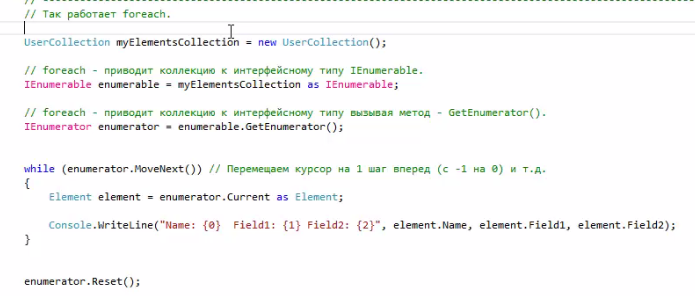 // Так работает foreach.
UserCollection myElementsCollection = new UserCollection();
// foreach - приводит коллекцию к интерфейсному типу IEnumerable.
IEnumerable enumerable = myElementsCollection as IEnumerable;
// foreach - приводит коллекцию к интерфейсному типу вызывая метод - GetEnumerator().
IEnumerator enumerator = enumerable.GetEnumerator();
while (enumerator.MoveNext()) // Перемещаем курсор на 1 шаг вперед (с -1 на 0) и т.д.
{
Element element = enumerator.Current as Element;
Console.WriteLine("Name: {0}  Field1: {1} Field2: {2}", element.Name, element.Field1, element.Field2);
}
enumerator.Reset();